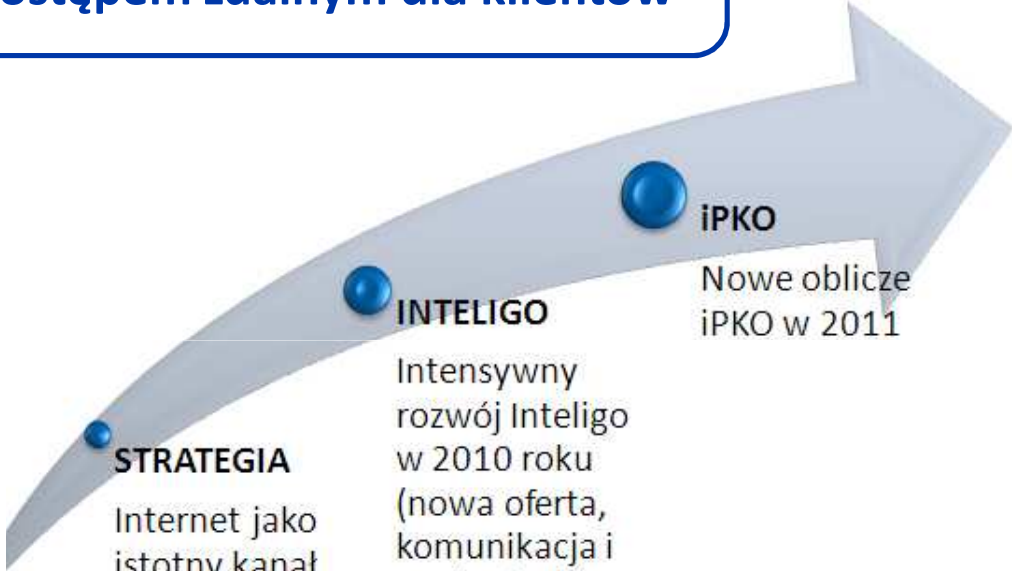 zdalnym dla klientów
iPKO
Nowe oblicze
iPKO w 2011
INTELIGO
Intensywny
rozwój Inteligo
w 2010 roku
(nowa oferta,
komunikacja i
STRATEGIA
Internet jako
istotny kanał